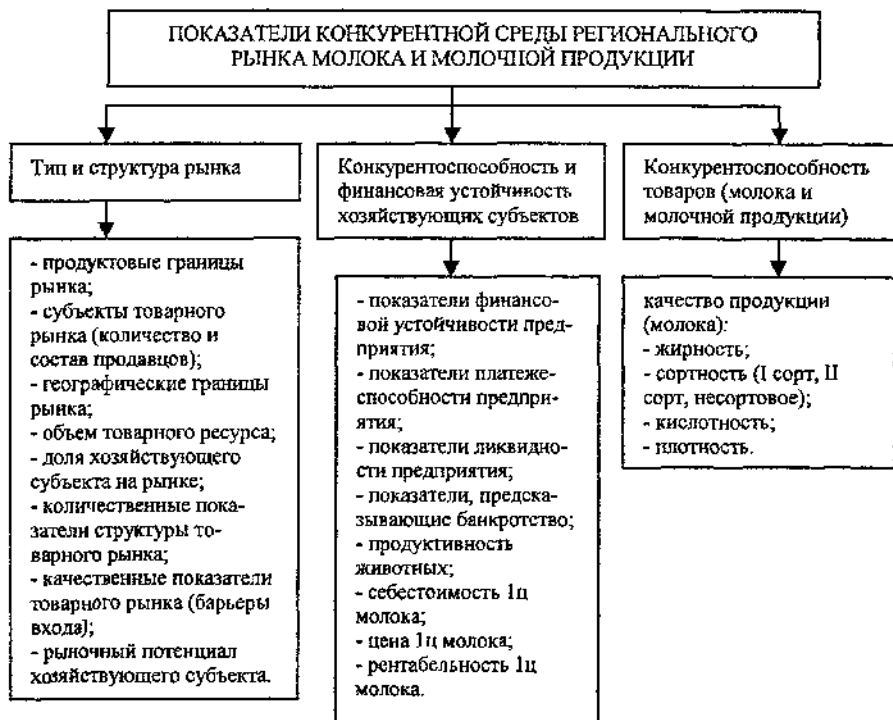 ПОКАЗАТЕЛИ КОНКУРЕНТНОЙ СРЕДЫ РЕГИОНАЛЬНОГО
РЫНКА МОЛОКА И МОЛОЧНОЙ ПРОДУКЦИИ
Тип и структура рынка
- продуктовые границы
рынка;
- субъекты товарного
рынка (количество и
состав продавцов);
- географические границы
рынка;
- объем товарного ресурса;
- доля хозяйствующего
субъекта на рынке;
- количественные пока-
затели структуры то-
варного рынка;
- качественные показатели
товарного рынка (барьеры
входа);
- рыночный потенциал
хозяйствующего субъекта.
Конкурентоспособность и
финансовая устойчивость
хозяйствующих субъектов
- показатели финансо-
вой устойчивости пред-
приятия;
- показатели платеже-
способности предприя-
тия;
- показатели ликвидно-
сти предприятия;
- показатели, предска-
зывающие банкротство;
- продуктивность
животных;
- себестоимость 1ц
молока;
- цена 1ц молока;
- рентабельность 1ц
молока.
Конкурентоспособность
товаров (молока и
молочной продукции)
качество продукции
(молока):
- жирность;
- сортность (I сорт, II
сорт, несортовое);
- кислотность;
- плотность.